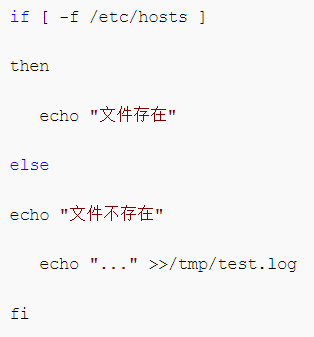 if [ -f /etc/hosts ]
then
echo "文件存在"
else
echo "文件不存在"
echo "..." >>/tmp/test.log
fi